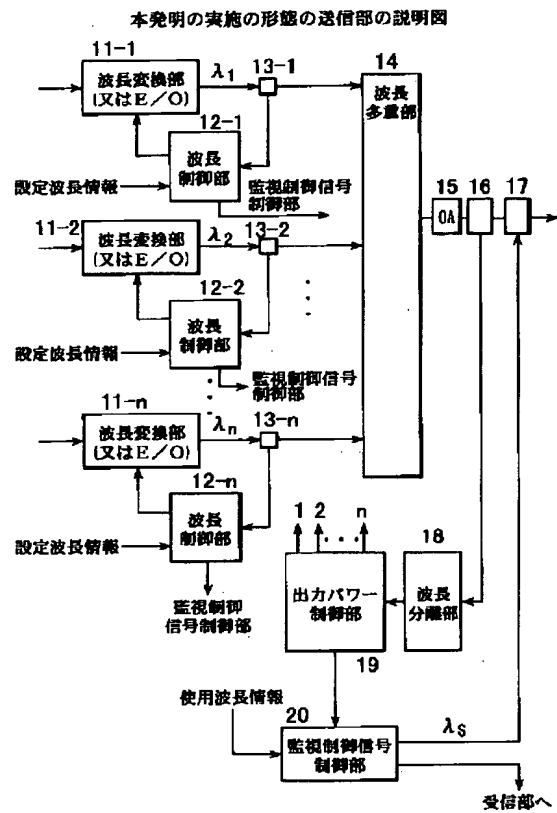 本発明の実施の形態の送信部の説明図
11-1
波長変換部
(又はE/O)
λ1
13-1
14
波長
多重部
12-1
波長
制御部
設定波長情報
監視制御信号
制御部
15
16
17
OA
11-2
波長変換部
(又はE/O)
λ2
13-2
12-2
波長
制御部
設定波長情報
監視制御信号
制御部
11-n
波長変換部
(又はE/O)
λn
13-n
12-n
波長
制御部
設定波長情報
監視制御
信号制御部
1 2 ・・・ n
出力パワー
制御部
19
18
波長
分離部
使用波長情報
20
監視制御信号
制御部
λS
受信部へ